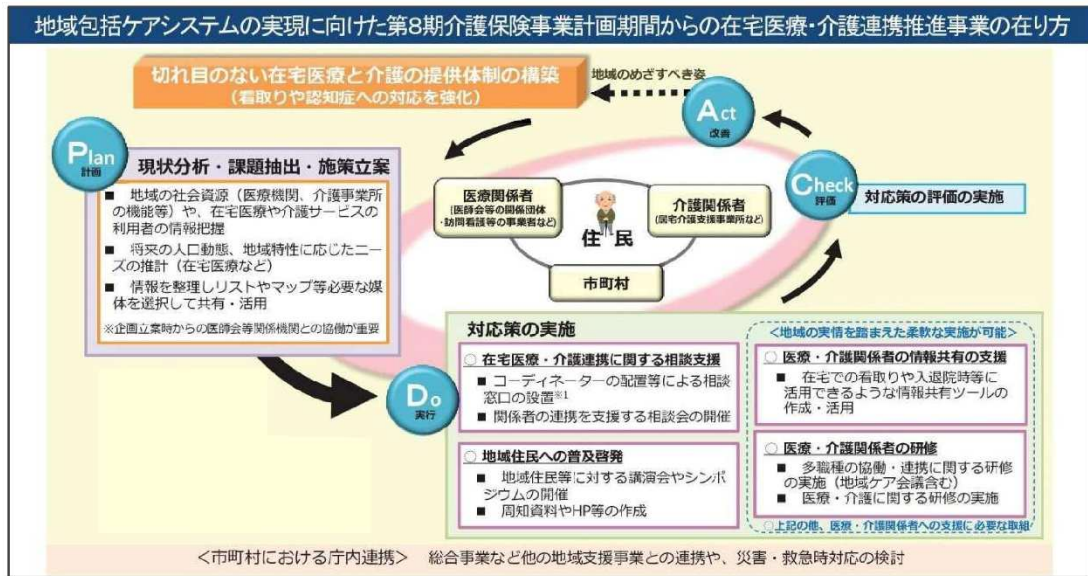 地域包括ケアシステムの実現に向けた第8期介護保険事業計画期間からの在宅医療・介護連携推進事業の在り方
切れ目のない在宅医療と介護の提供体制の構築
（看取りや認知症への対応を強化）
地域のめざすべき姿
Act
改善
Plan
計画
現状分析・課題抽出・施策立案
■ 地域の社会資源（医療機関、介護事業所
の機能等）や、在宅医療や介護サービスの
利用者の情報把握
■ 将来の人口動態、地域特性に応じたニー
ズの推計（在宅医療など）
■ 情報を整理しリストやマップ等必要な媒
体を選択して共有・活用
※企画立業時からの医師会等関係機関との協働が重要
医療関係者
（医師会等の関係団体
・訪問看護等の事業者など）
介護関係者
（居宅介護支援事業所など）
住民
市町村
Check
評価
対応策の評価の実施
Do
実行
対応策の実施
○ 在宅医療・介護連携に関する相談支援
■ コーディネーターの配置等による相談
窓口の設置※1
■ 関係者の連携を支援する相談会の開催
○ 地域住民への普及啓発
■ 地域住民等に対する講演会やシンポ
ジウムの開催
■ 周知資料やHP等の作成
＜地域の実情を踏まえた柔軟な実施が可能＞
○ 医療・介護関係者の情報共有の支援
■ 在宅での看取りや入退院時等に
活用できるような情報共有ツールの
作成・活用
○ 医療・介護関係者の研修
■ 多職種の協働・連携に関する研修
の実施（地域ケア会議含む）
■ 医療・介護に関する研修の実施
○上記の他、医療・介護関係者への支援に必要な取組
＜市町村における庁内連携＞ 総合事業など他の地域支援事業との連携や、災害・救急時対応の検討